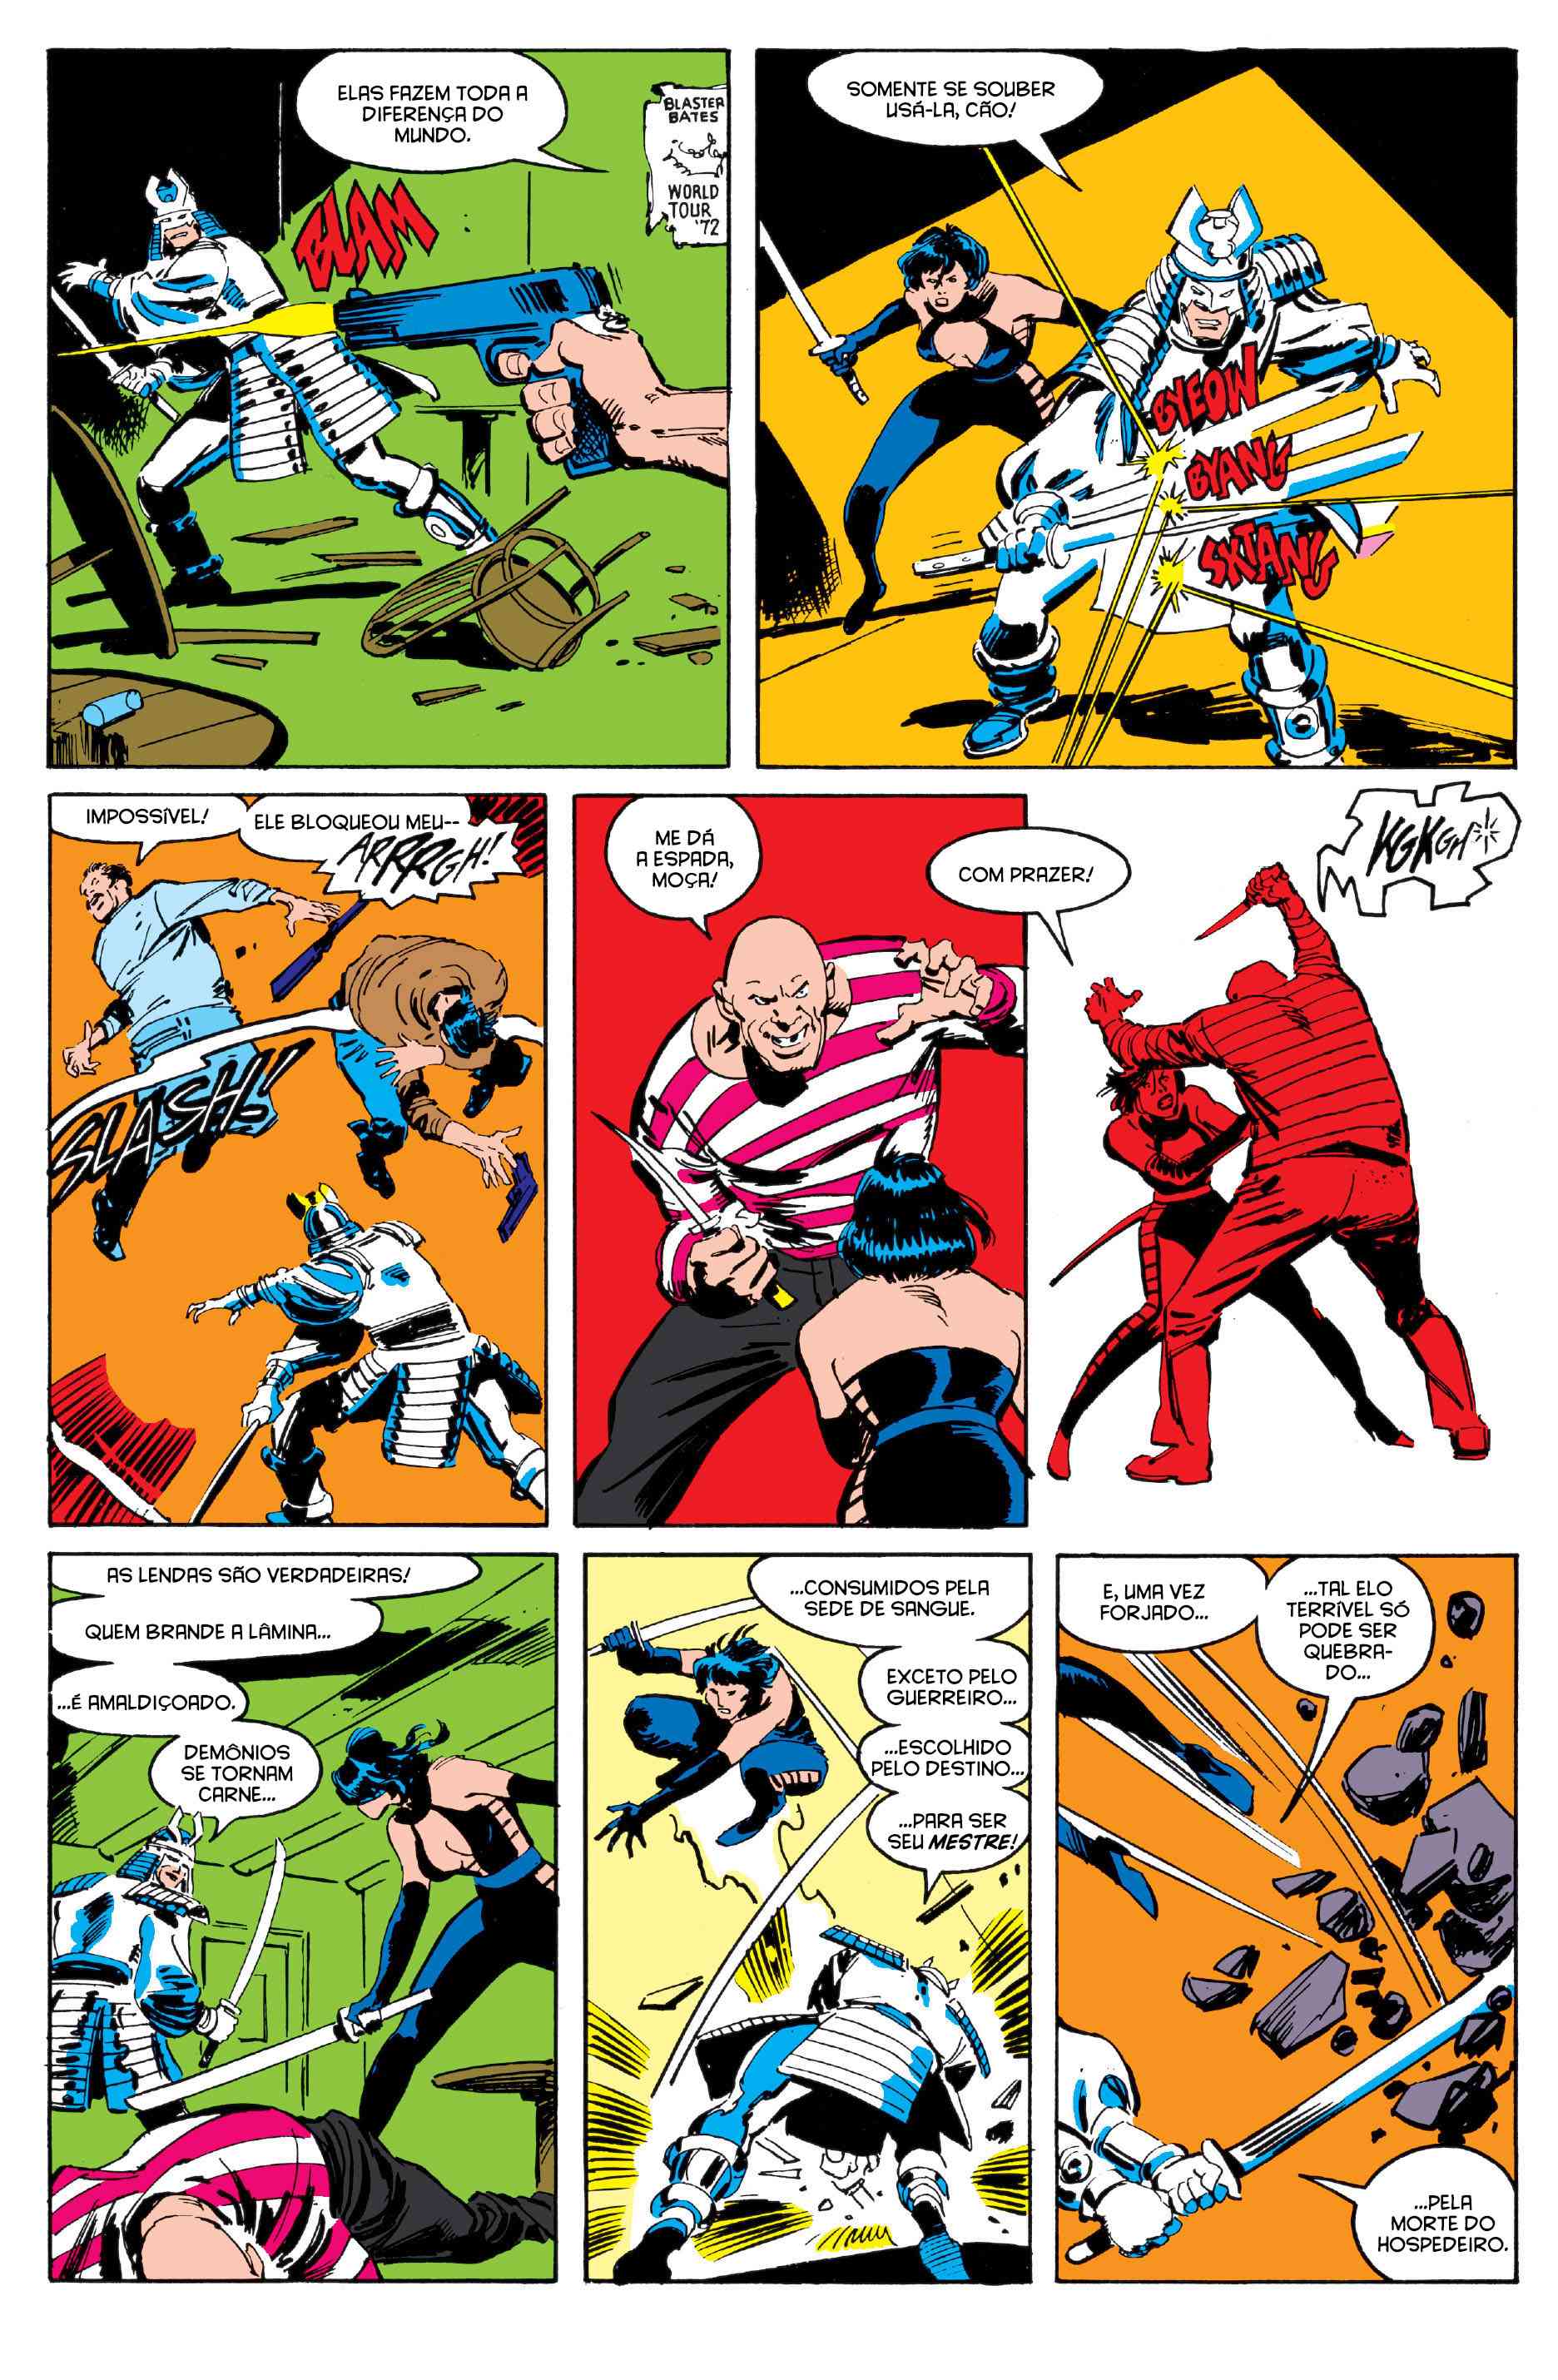 ELAS FAZEM TODA A
DIFERENÇA DO
MUNDO.
BLASTER
BATES
WORLD
TOUR
'72
BLAM
SOMENTE SE SOUBER
USÁ-LA, CÃO!
BYEOW
BYANG
SKTANG
IMPOSSÍVEL!
ELE BLOQUEOU MEU--
ARRRGH!
SLASH!
ME DÁ
A ESPADA,
MOÇA!
COM PRAZER!
KGKGH
AS LENDAS SÃO VERDADEIRAS!
QUEM BRANDE A LÂMINA...
...É AMALDIÇOADO.
DEMÔNIOS
SE TORNAM
CARNE...
...CONSUMIDOS PELA
SEDE DE SANGUE.
EXCETO PELO
GUERREIRO...
...ESCOLHIDO
PELO DESTINO...
...PARA SER
SEU MESTRE!
E, UMA VEZ
FORJADO...
...TAL ELO
TERRÍVEL SÓ
PODE SER
QUEBRA-
DO...
...PELA
MORTE DO
HOSPEDEIRO.